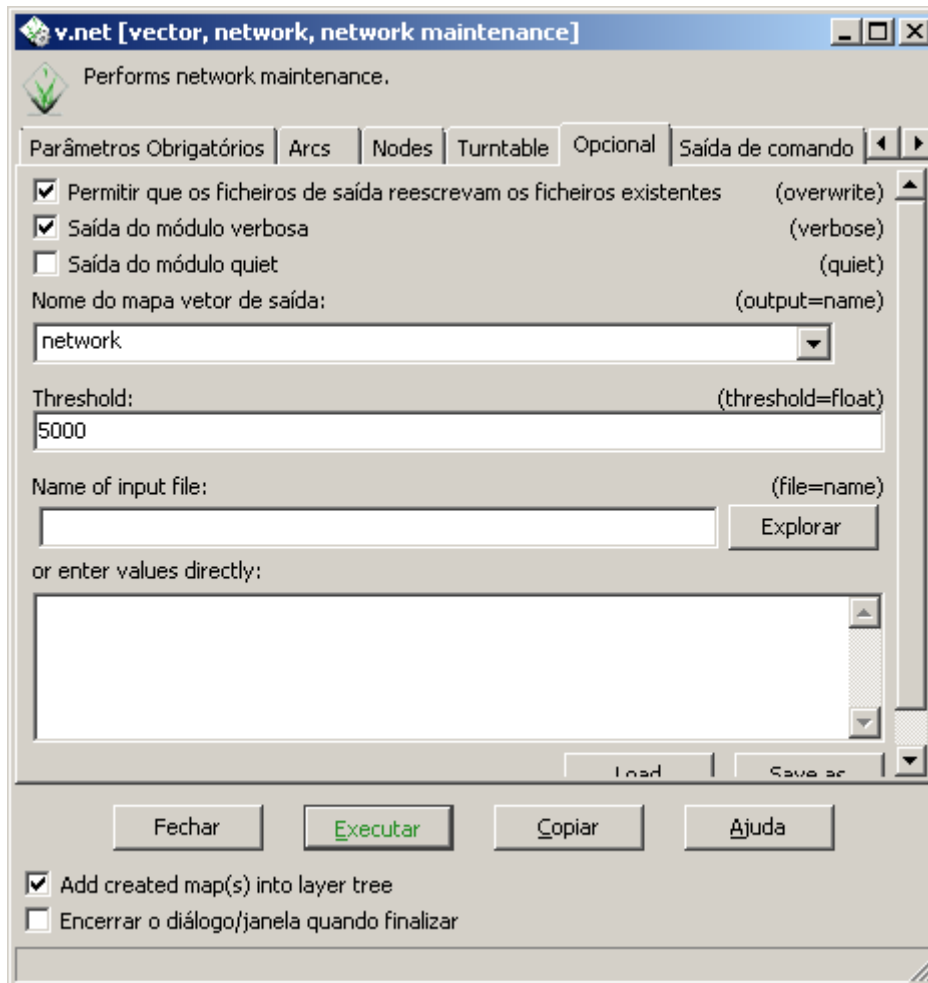 v.net [vector, network, network maintenance]
Performs network maintenance.
Parâmetros Obrigatórios Arcs Nodes Turntable Opcional Saída de comando
Permitir que os ficheiros de saída reescrevam os ficheiros existentes (overwrite)
Saída do módulo verbosa (verbose)
Saída do módulo quiet (quiet)
Nome do mapa vetor de saída: (output=name)
network
Threshold: (threshold=float)
5000
Name of input file: (file=name)
Explorar
or enter values directly:
Load Save as
Fechar Executar Copiar Ajuda
Add created map(s) into layer tree
Encerrar o diálogo/janela quando finalizar